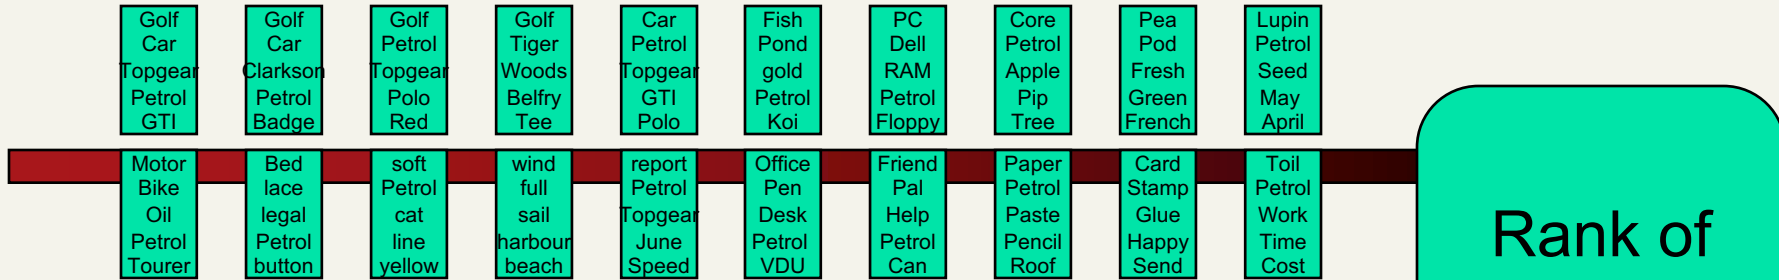 Golf
Car
Topgear
Petrol
GTI
Golf
Car
Clarkson
Petrol
Badge
Golf
Petrol
Topgear
Polo
Red
Golf
Tiger
Woods
Belfry
Tee
Car
Petrol
Topgear
GTI
Polo
Fish
Pond
gold
Petrol
Koi
PC
Dell
RAM
Petrol
Floppy
Core
Petrol
Apple
Pip
Tree
Pea
Pod
Fresh
Green
French
Lupin
Petrol
Seed
May
April
Motor
Bike
Oil
Petrol
Tourer
Bed
lace
legal
Petrol
button
soft
Petrol
cat
line
yellow
wind
full
sail
harbour
beach
report
Petrol
Topgear
June
Speed
Office
Pen
Desk
Petrol
VDU
Friend
Pal
Help
Petrol
Can
Paper
Petrol
Paste
Pencil
Roof
Card
Stamp
Glue
Happy
Send
Toil
Petrol
Work
Time
Cost
Rank of